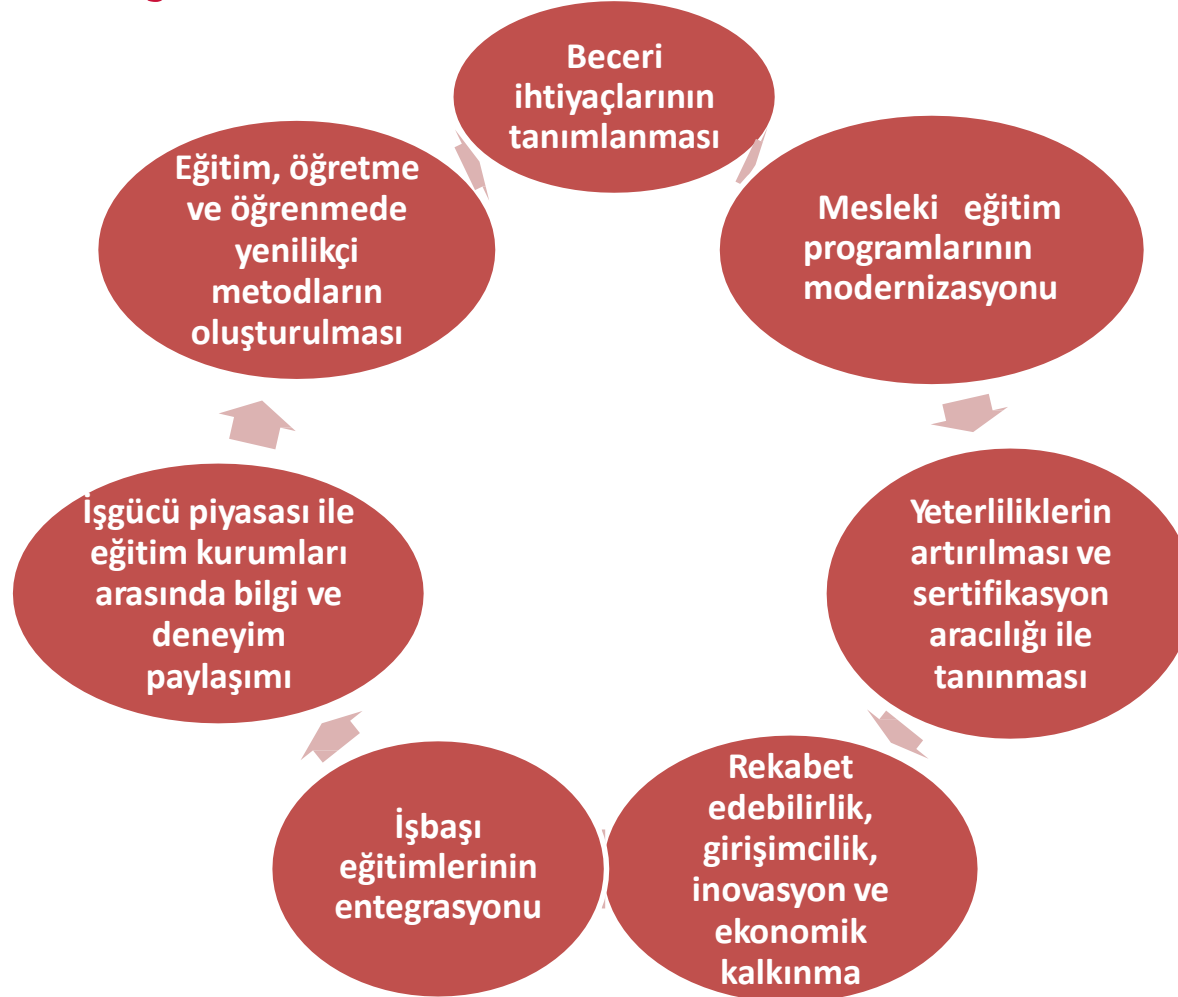 Beceri
ihtiyaçlarının
tanımlanması
Mesleki eğitim
programlarının
modernizasyonu
Yeterliliklerin
artırılması ve
sertifikasyon
aracılığı ile
tanınması
Rekabet
edebilirlik,
girişimcilik,
inovasyon ve
ekonomik
kalkınma
İşbaşı
eğitimlerinin
entegrasyonu
İşgücü piyasası ile
eğitim kurumları
arasında bilgi ve
deneyim
paylaşımı
Eğitim, öğretme
ve öğrenmede
yenilikçi
metodların
oluşturulması